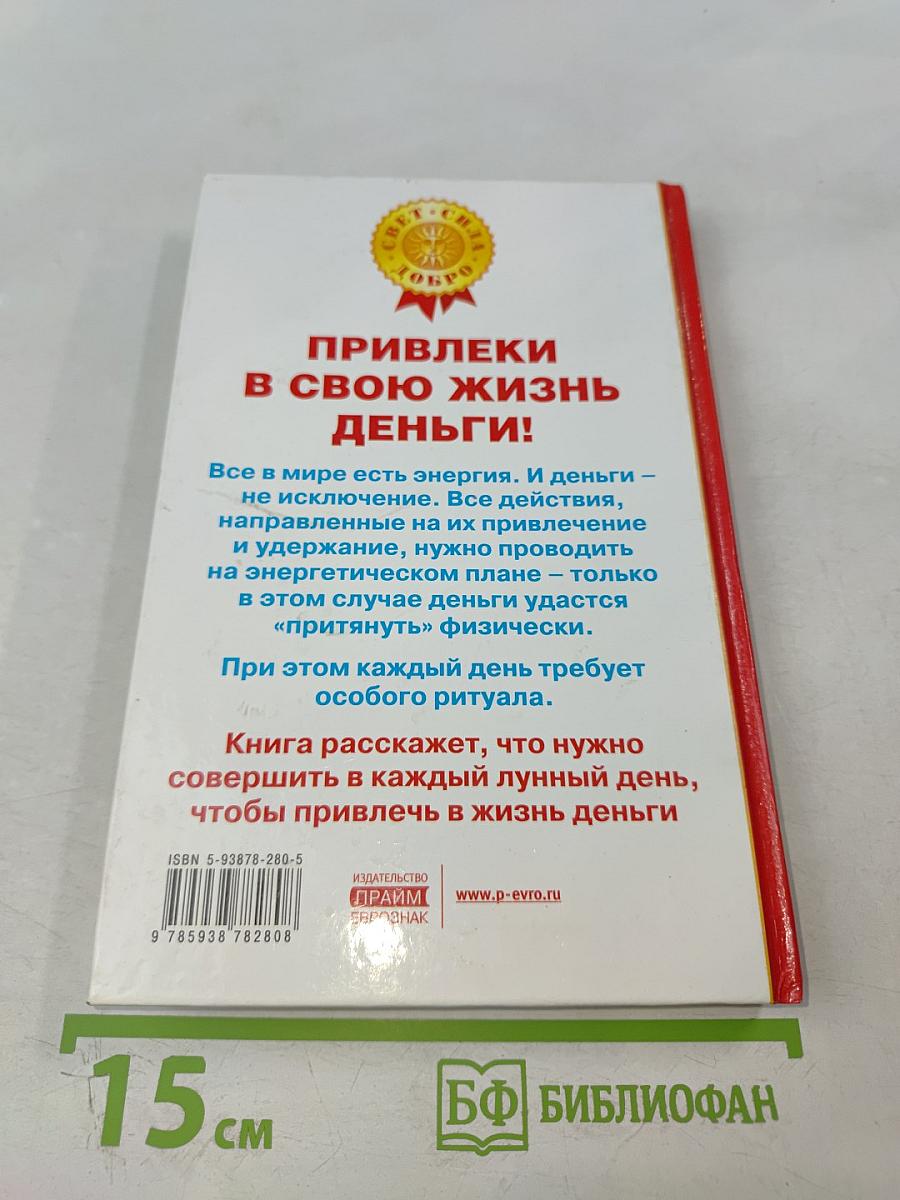 СВЕТ · СИЛА
ДОБРО
ПРИВЛЕКИ
В СВОЮ ЖИЗНЬ
ДЕНЬГИ!
Все в мире есть энергия. И деньги –
не исключение. Все действия,
направленные на их привлечение
и удержание, нужно проводить
на энергетическом плане – только
в этом случае деньги удастся
«притянуть» физически.
При этом каждый день требует
особого ритуала.
Книга расскажет, что нужно
совершить в каждый лунный день,
чтобы привлечь в жизнь деньги
ISBN 5-93878-280-5
9 785938 782808
ИЗДАТЕЛЬСТВО
ПРАЙМ
ЕВРОЗНАК
www.p-evro.ru
15 см
БФ БИБЛИОФАН